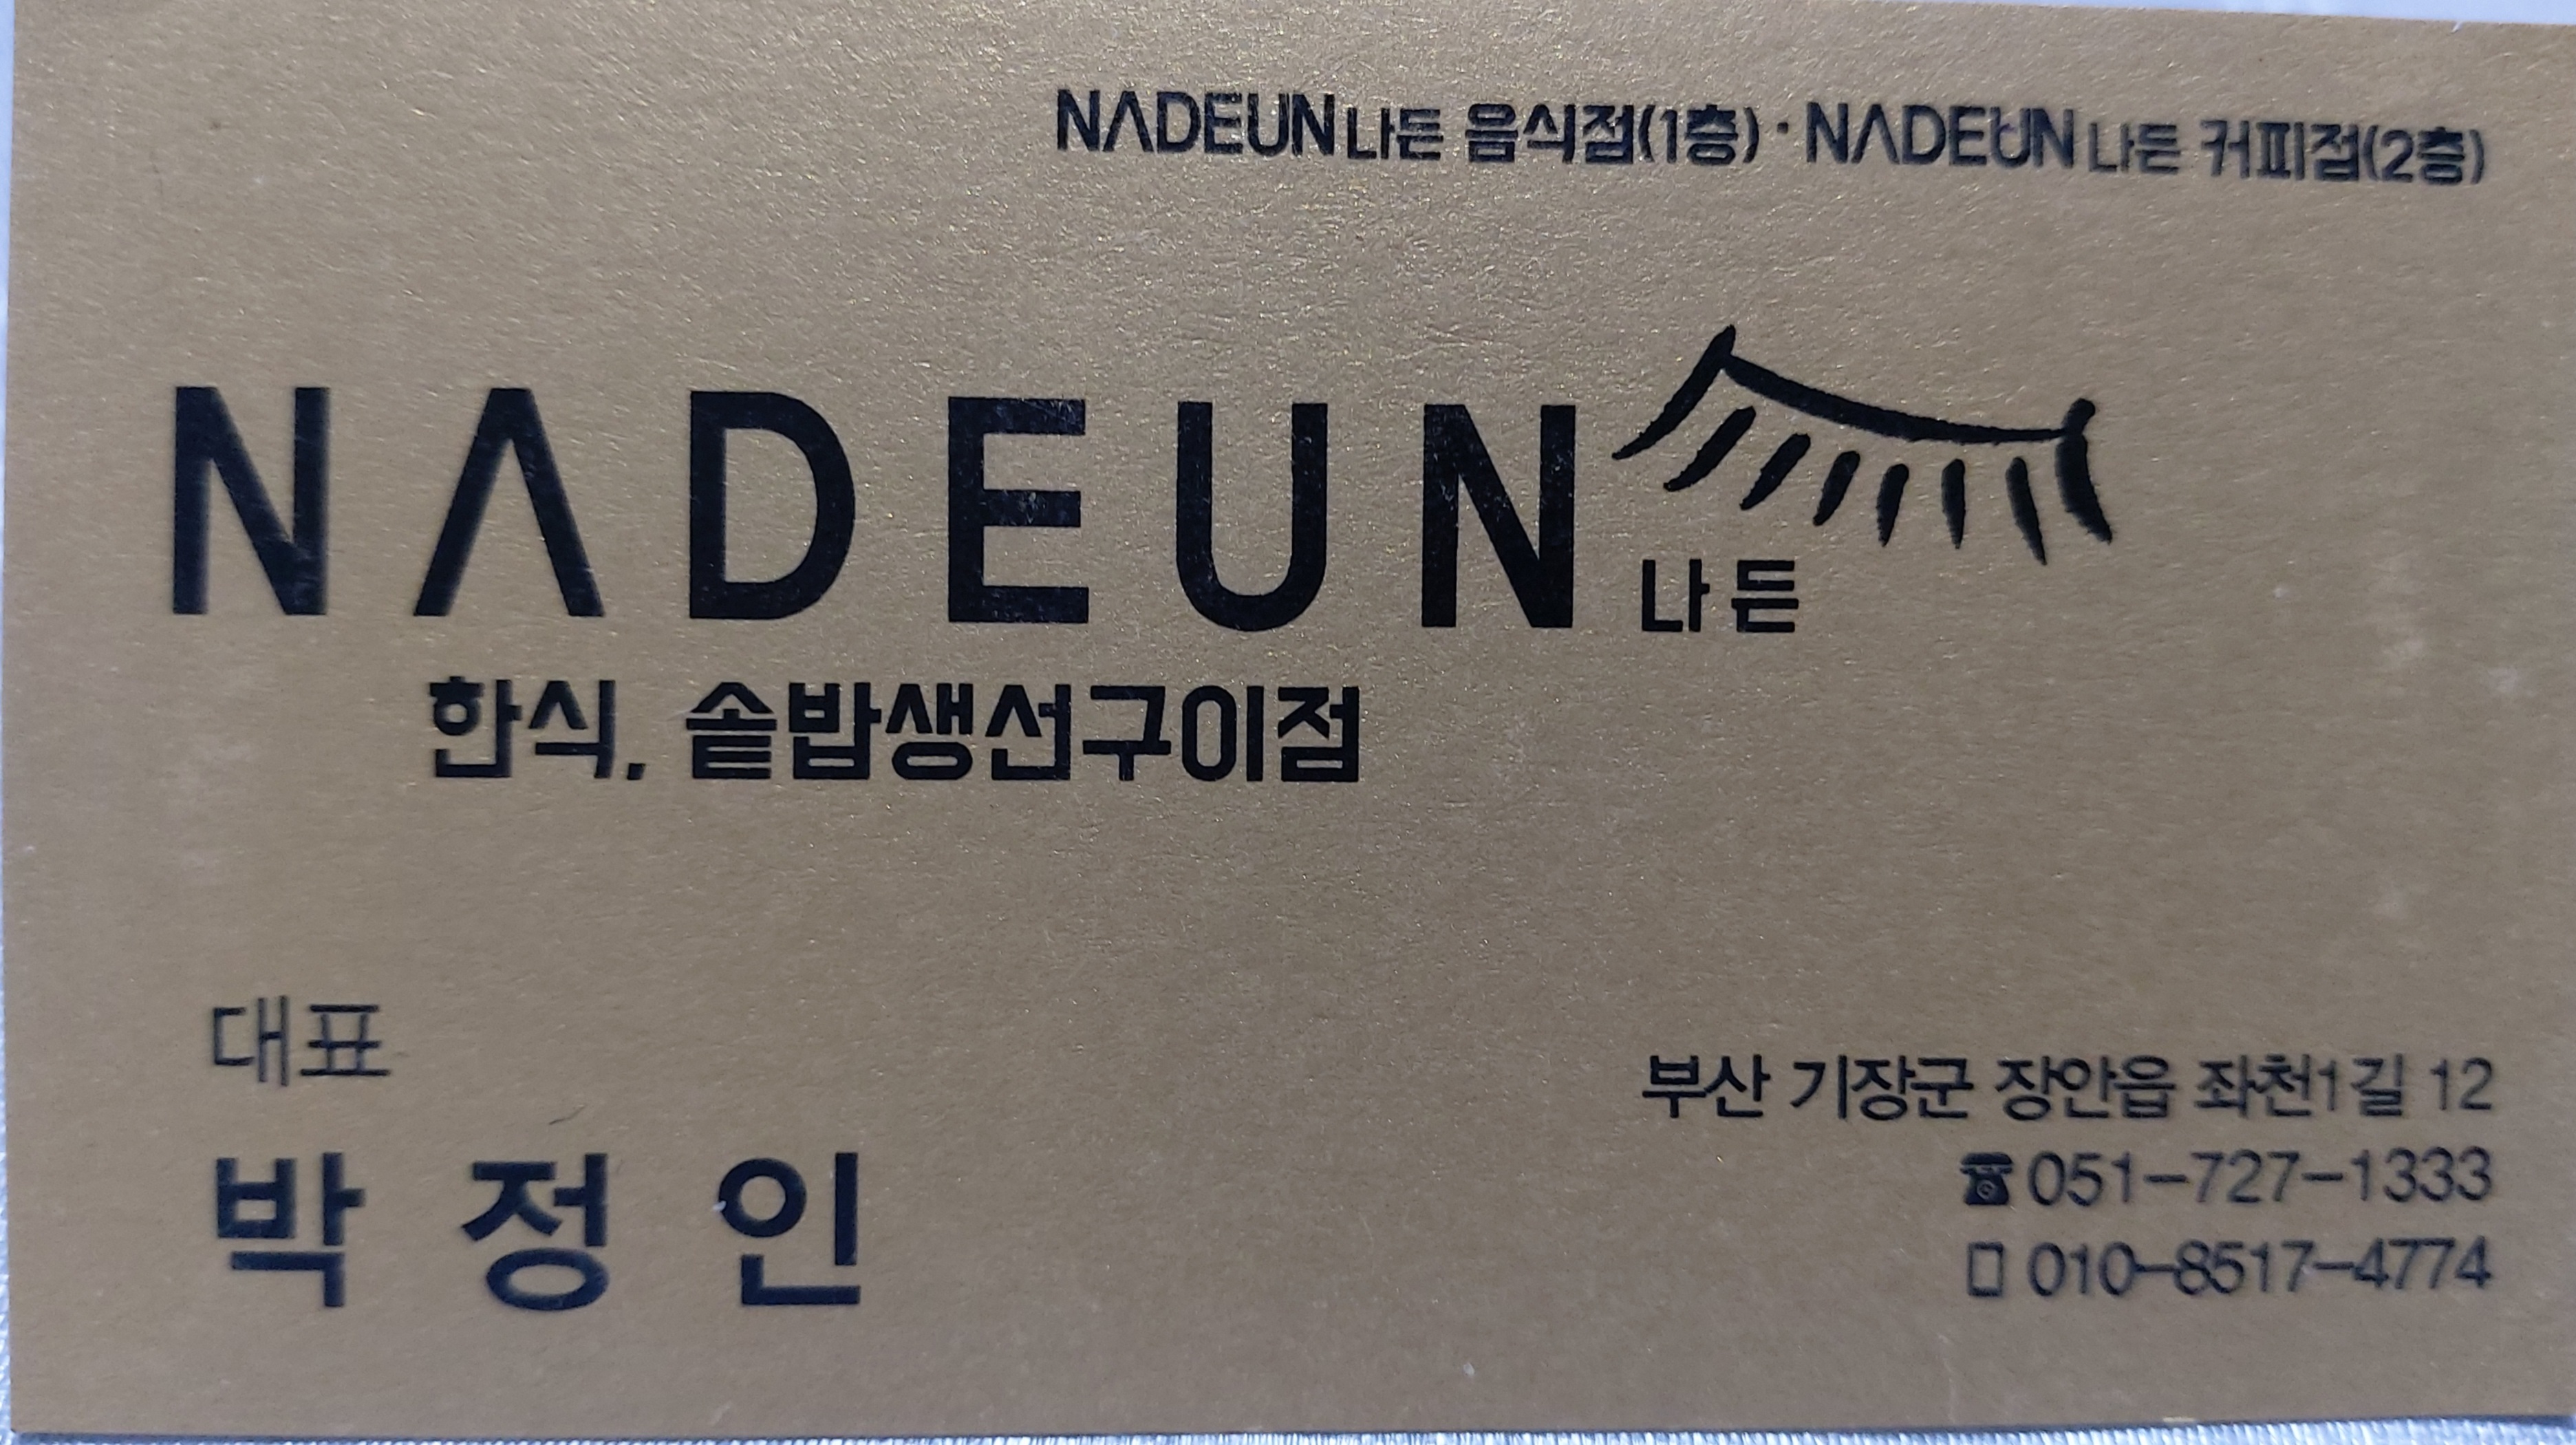 NADEUN 나든 음식점(1층)·NADEUN 나든 커피점(2층)
NADEUN 나든
한식, 솥밥생선구이점
대표
박 정 인
부산 기장군 장안읍 좌천1길 12
☎ 051-727-1333
010-8517-4774